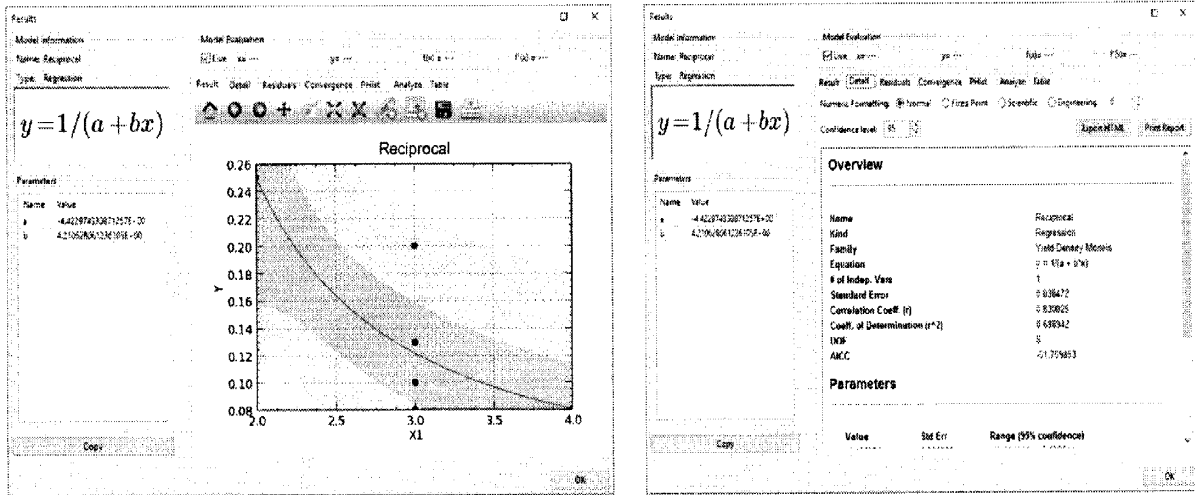 Results
Model Information
Name: Reciprocal
Type: Regression
y=1/(a+bx)
Parameters
Name Value
a
b
Copy
Model Evaluation
Live x= --- y= ---
Result Detail Residuals Convergence PHist Analyze Table
Reciprocal
0.26
0.24
0.22
0.20
0.18
0.16
0.14
0.12
0.10
0.08
Y
2.0 2.5 3.0 3.5 4.0
X1
OK
Results
Model Information
Name: Reciprocal
Type: Regression
y=1/(a+bx)
Parameters
Name Value
a
b
Copy
Model Evaluation
Live x= --- y= ---
Result Detail Residuals Convergence PHist Analyze Table
Numeric Formatting: Normal Fixed Point Scientific Engineering
Confidence level: 95
Export HTML Print Report
Overview
Name Reciprocal
Kind Regression
Family Yield-Density Models
Equation y = 1/(a + b*x)
# of Indep. Vars 1
Standard Error
Correlation Coeff. (r)
Coeff. of Determination (r^2)
DOF
AICC
Parameters
Value Std Err Range (95% confidence)
OK